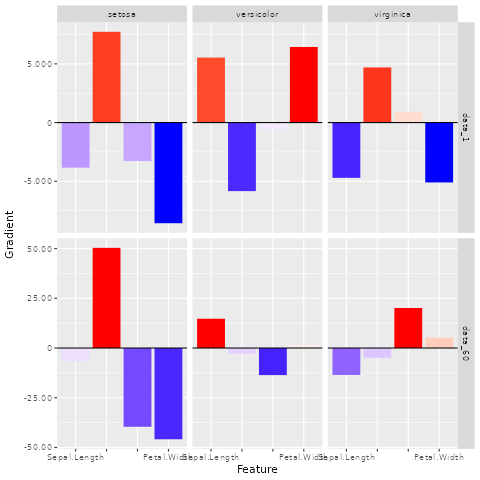 setosa versicolor virginica
5.000
0
-5.000
data_1
50.00
25.00
0
-25.00
-50.00
data_60
Sepal.Length Petal.Width Sepal.Length Petal.Width Sepal.Length Petal.Width
Feature
Gradient